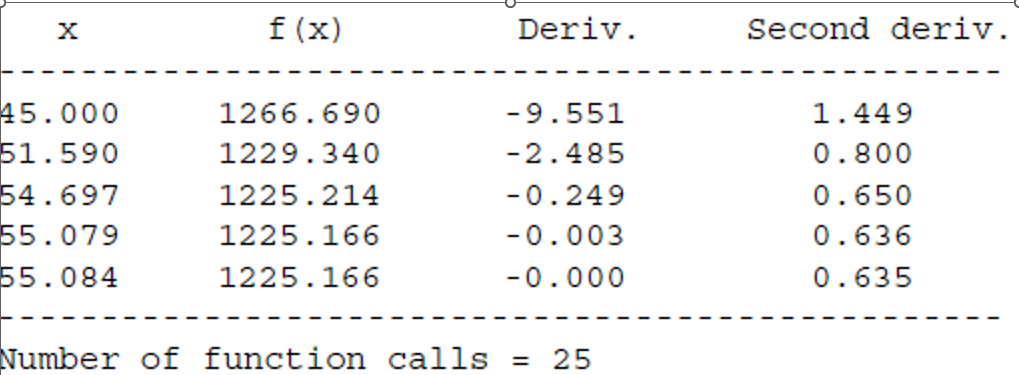 x f(x) Deriv. Second deriv.
----------------------------------------------------
45.000 1266.690 -9.551 1.449
51.590 1229.340 -2.485 0.800
54.697 1225.214 -0.249 0.650
55.079 1225.166 -0.003 0.636
55.084 1225.166 -0.000 0.635
----------------------------------------------------
Number of function calls = 25